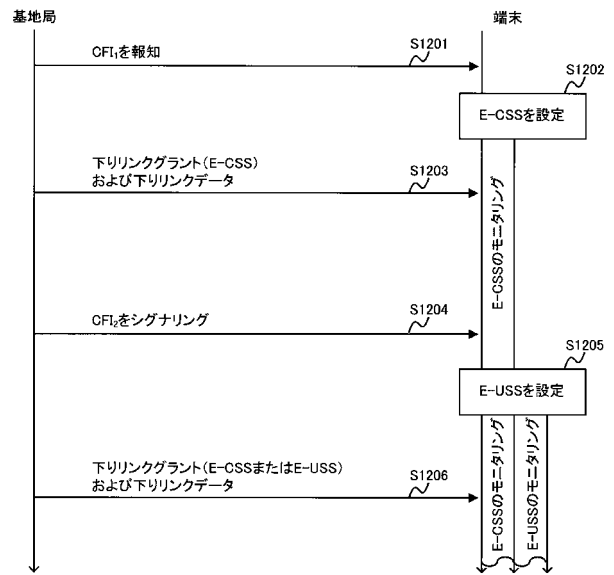 基地局
端末
CFI₁を報知
S1201
S1202
E-CSSを設定
下りリンクグラント(E-CSS)
および下りリンクデータ
S1203
E-CSSのモニタリング
CFI₂をシグナリング
S1204
S1205
E-USSを設定
下りリンクグラント(E-CSSまたはE-USS)
および下りリンクデータ
S1206
E-CSSのモニタリング
E-USSのモニタリング